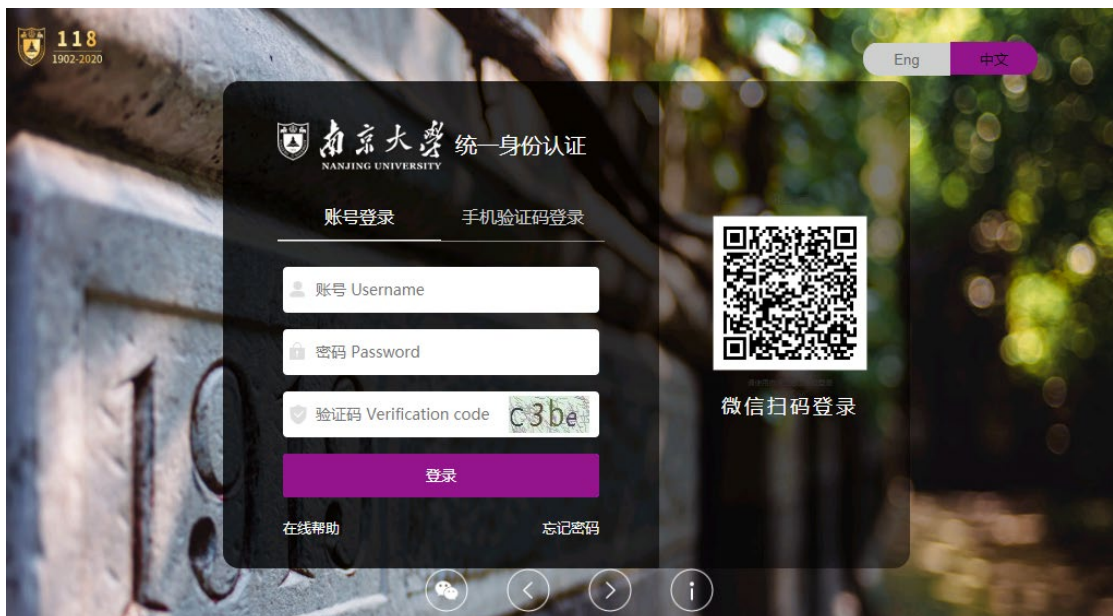 118
1902-2020
Eng
中文
南京大學
NANJING UNIVERSITY
统一身份认证
账号登录
手机验证码登录
账号 Username
密码 Password
验证码 Verification code
c3be
登录
在线帮助
忘记密码
微信扫码登录